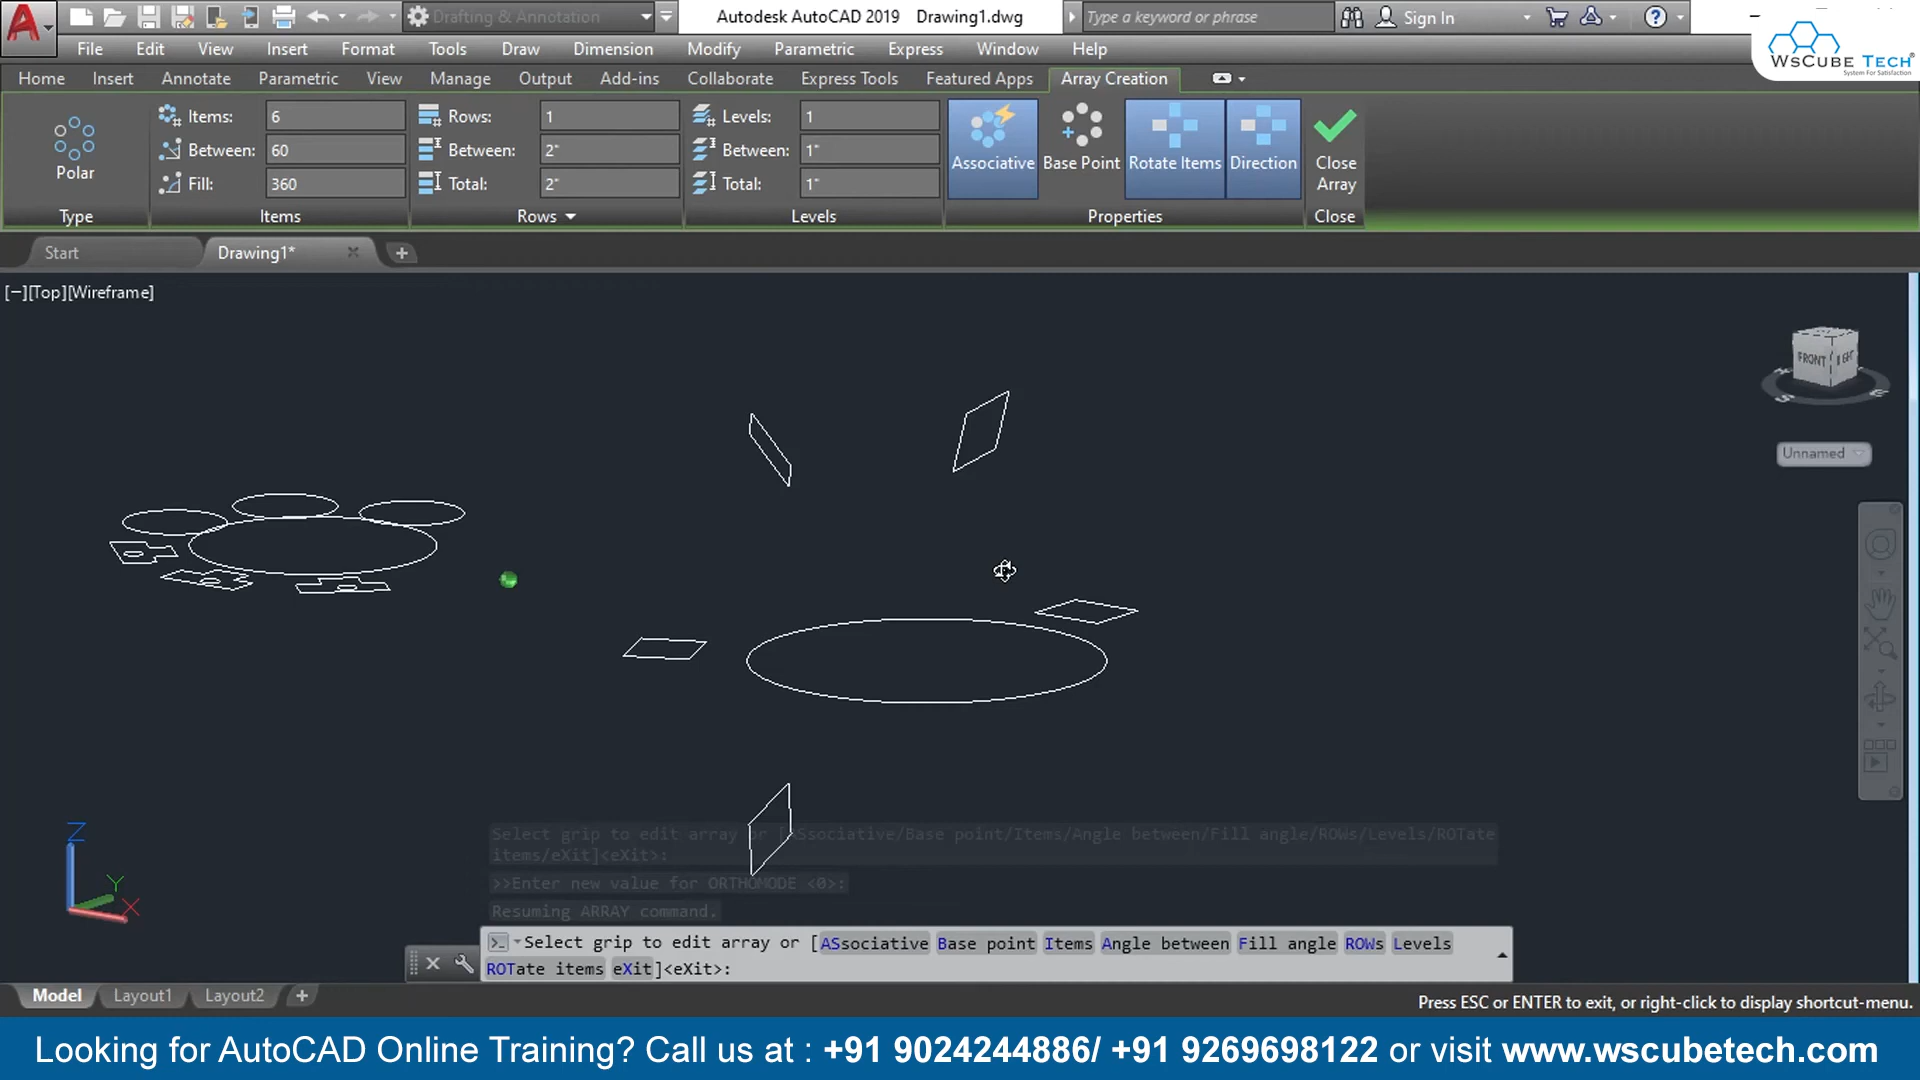 Drafting & Annotation
Autodesk AutoCAD 2019 Drawing1.dwg
Type a keyword or phrase
Sign In
WsCube Tech
System For Satisfaction
File Edit View Insert Format Tools Draw Dimension Modify Parametric Express Window Help
Home Insert Annotate Parametric View Manage Output Add-ins Collaborate Express Tools Featured Apps Array Creation
Items: 6 Rows: 1 Levels: 1
Between: 60 Between: 2" Between: 1"
Fill: 360 Total: 2" Total: 1"
Polar
Associative Base Point Rotate Items Direction Close Array
Type Items Rows Levels Properties Close
Start Drawing1*
[−][Top][Wireframe]
FRONT
S E
Unnamed
Z
Y
X
Select grip to edit array or [ASsociative/Base point/Items/Angle between/Fill angle/ROWs/Levels/ROTate
items/eXit]<eXit>:
>>Enter new value for ORTHOMODE <0>:
Resuming ARRAY command.
Select grip to edit array or [ASsociative Base point Items Angle between Fill angle ROWs Levels
ROTate items eXit]<eXit>:
Model Layout1 Layout2
Press ESC or ENTER to exit, or right-click to display shortcut-menu.
Looking for AutoCAD Online Training? Call us at : +91 9024244886/ +91 9269698122 or visit www.wscubetech.com